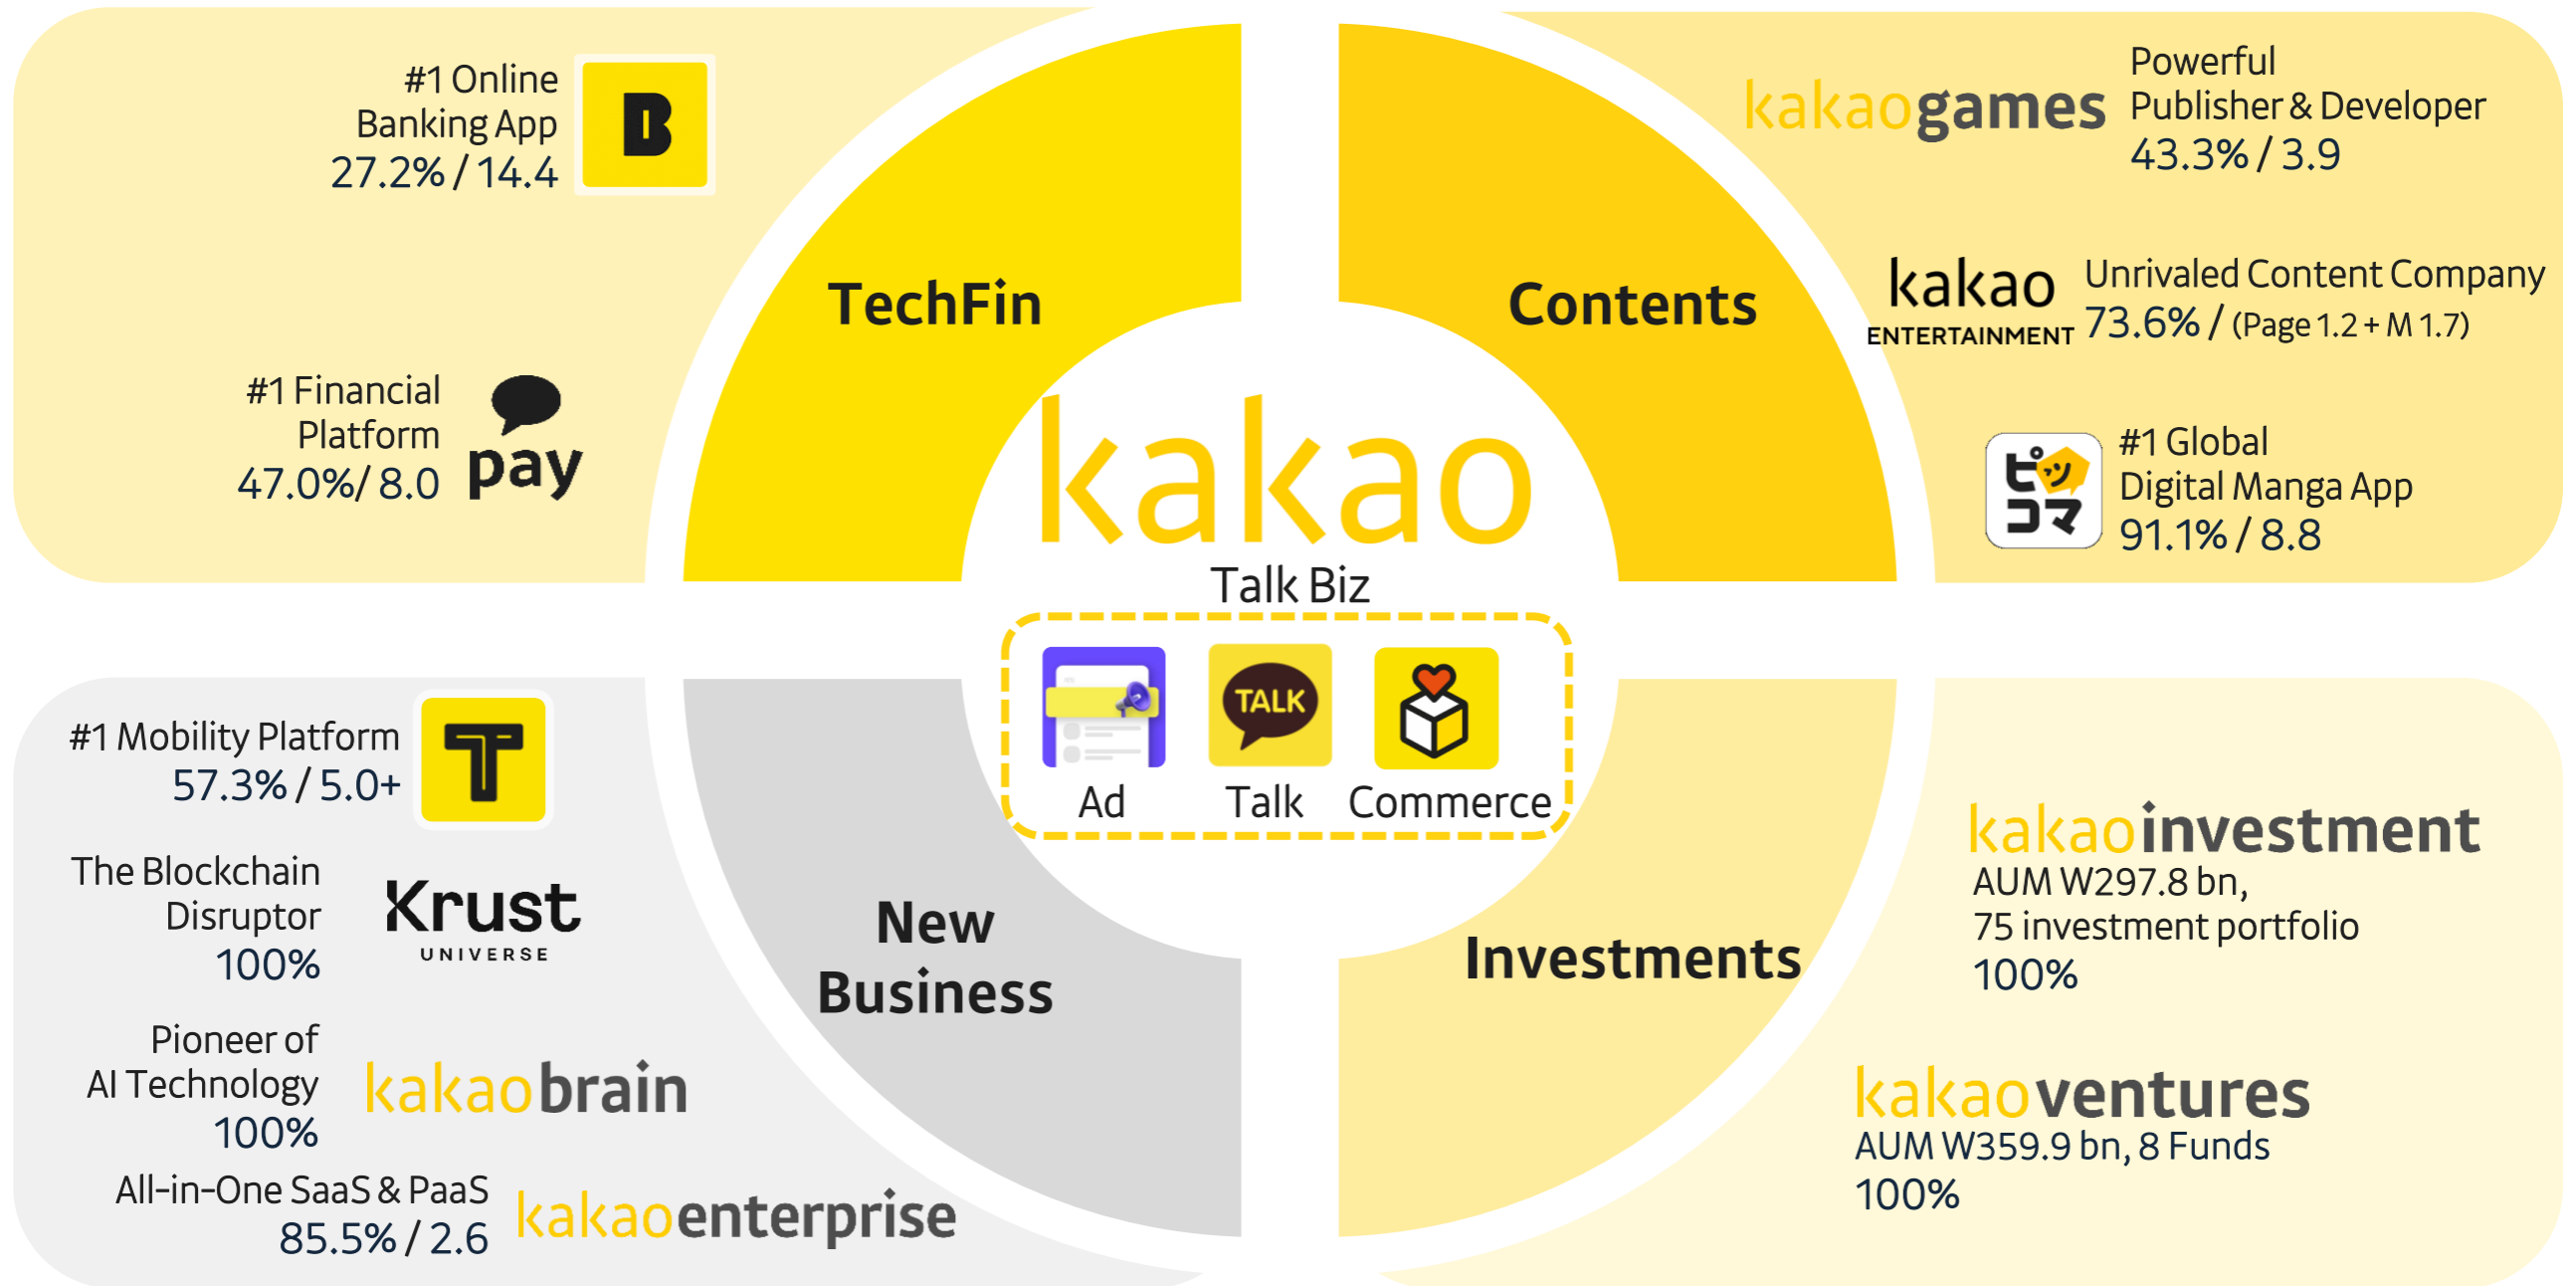 #1 Online
Banking App
27.2% / 14.4
B
#1 Financial
Platform
47.0%/ 8.0
pay
TechFin
Contents
kakaogames
Powerful
Publisher & Developer
43.3% / 3.9
kakao
ENTERTAINMENT
Unrivaled Content Company
73.6% / (Page 1.2 + M 1.7)
ピッコマ
#1 Global
Digital Manga App
91.1% / 8.8
kakao
Talk Biz
TALK
Ad
Talk
Commerce
#1 Mobility Platform
57.3% / 5.0+
T
The Blockchain
Disruptor
100%
Krust
UNIVERSE
Pioneer of
AI Technology
100%
kakaobrain
All-in-One SaaS & PaaS
85.5% / 2.6
kakaoenterprise
New
Business
Investments
kakaoinvestment
AUM W297.8 bn,
75 investment portfolio
100%
kakaoventures
AUM W359.9 bn, 8 Funds
100%